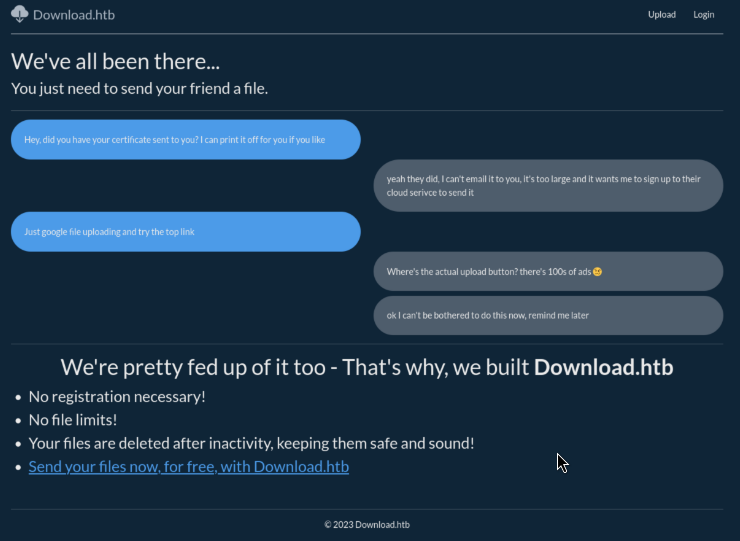 Download.htb
Upload
Login
We've all been there...
You just need to send your friend a file.
Hey, did you have your certificate sent to you? I can print it off for you if you like
yeah they did, I can't email it to you, it's too large and it wants me to sign up to their
cloud serivce to send it
Just google file uploading and try the top link
Where's the actual upload button? there's 100s of ads🤨
ok I can't be bothered to do this now, remind me later
We're pretty fed up of it too - That's why, we built Download.htb
• No registration necessary!
• No file limits!
• Your files are deleted after inactivity, keeping them safe and sound!
• Send your files now, for free, with Download.htb
© 2023 Download.htb